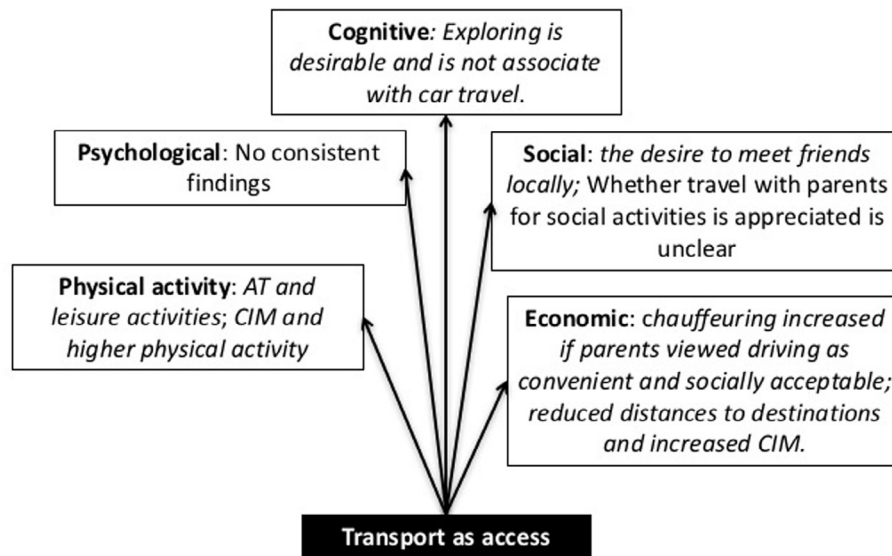 Cognitive: Exploring is
desirable and is not associate
with car travel.
Psychological: No consistent
findings
Social: the desire to meet friends
locally; Whether travel with parents
for social activities is appreciated is
unclear
Physical activity: AT and
leisure activities; CIM and
higher physical activity
Economic: chauffeuring increased
if parents viewed driving as
convenient and socially acceptable;
reduced distances to destinations
and increased CIM.
Transport as access